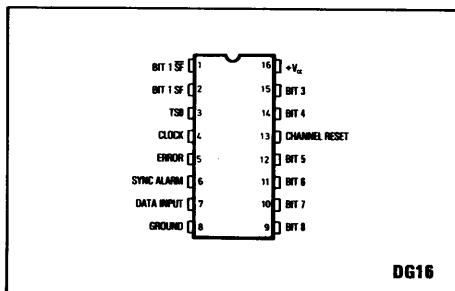 BIT 1 S̅F̅ 1 16 +Vcc
BIT 1 SF 2 15 BIT 3
TS0 3 14 BIT 4
CLOCK 4 13 CHANNEL RESET
ERROR 5 12 BIT 5
SYNC ALARM 6 11 BIT 6
DATA INPUT 7 10 BIT 7
GROUND 8 9 BIT 8
DG16